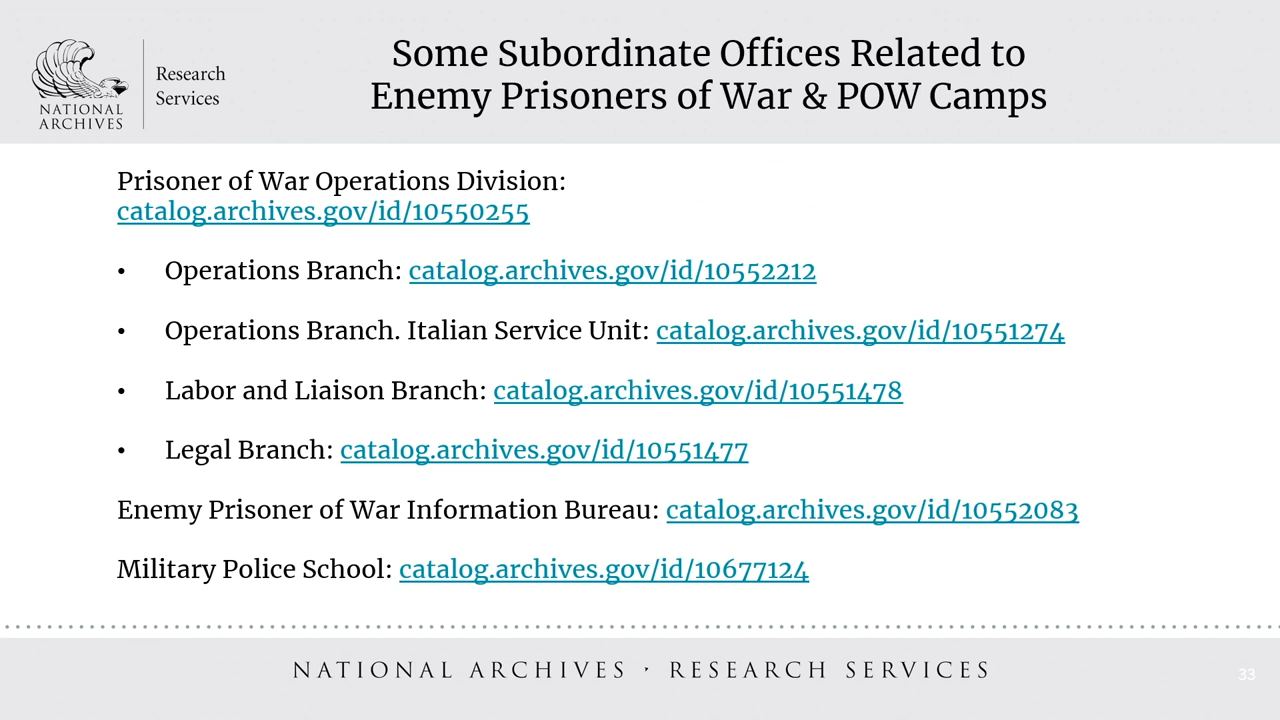 NATIONAL
ARCHIVES
Research
Services
Some Subordinate Offices Related to
Enemy Prisoners of War & POW Camps
Prisoner of War Operations Division:
catalog.archives.gov/id/10550255
• Operations Branch: catalog.archives.gov/id/10552212
• Operations Branch. Italian Service Unit: catalog.archives.gov/id/10551274
• Labor and Liaison Branch: catalog.archives.gov/id/10551478
• Legal Branch: catalog.archives.gov/id/10551477
Enemy Prisoner of War Information Bureau: catalog.archives.gov/id/10552083
Military Police School: catalog.archives.gov/id/10677124
NATIONAL ARCHIVES · RESEARCH SERVICES
33